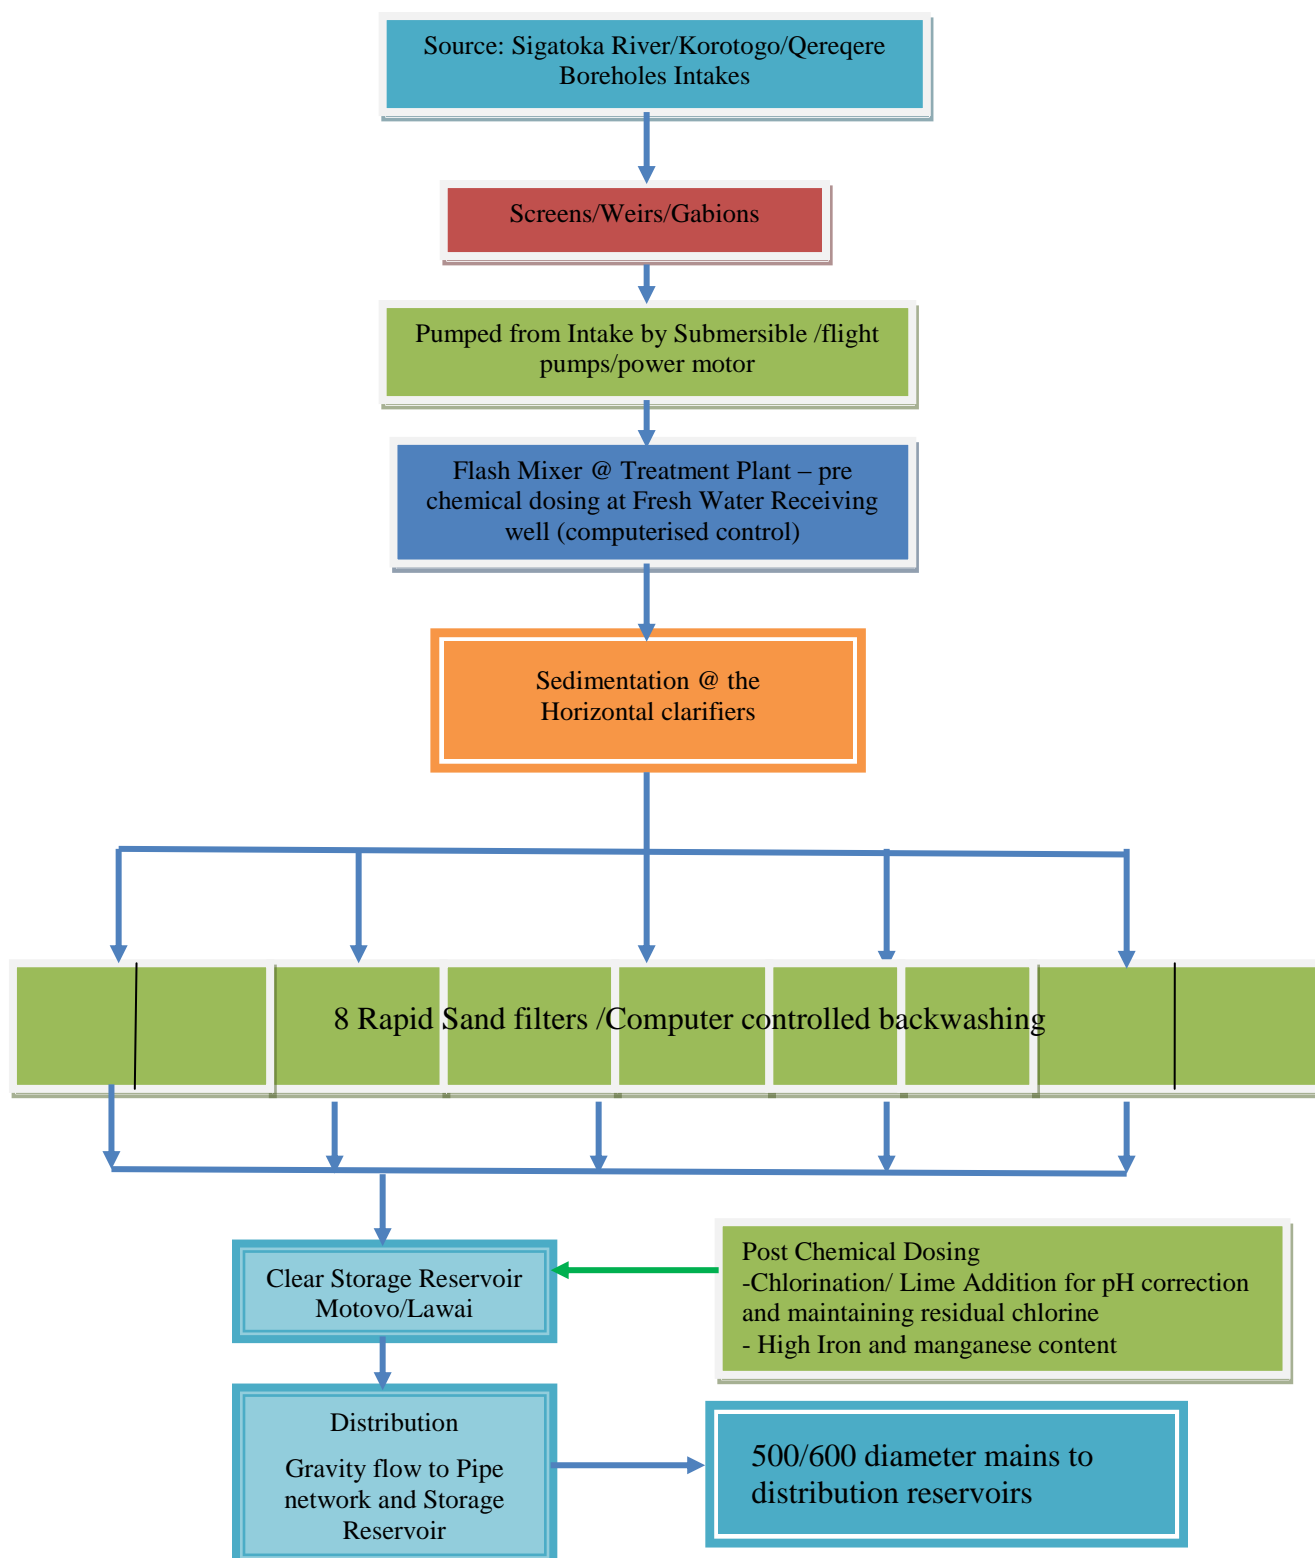 Source: Sigatoka River/Korotogo/Qereqere
Boreholes Intakes
Screens/Weirs/Gabions
Pumped from Intake by Submersible /flight
pumps/power motor
Flash Mixer @ Treatment Plant – pre
chemical dosing at Fresh Water Receiving
well (computerised control)
Sedimentation @ the
Horizontal clarifiers
8 Rapid Sand filters /Computer controlled backwashing
Clear Storage Reservoir
Motovo/Lawai
Post Chemical Dosing
-Chlorination/ Lime Addition for pH correction
and maintaining residual chlorine
- High Iron and manganese content
Distribution
Gravity flow to Pipe
network and Storage
Reservoir
500/600 diameter mains to
distribution reservoirs